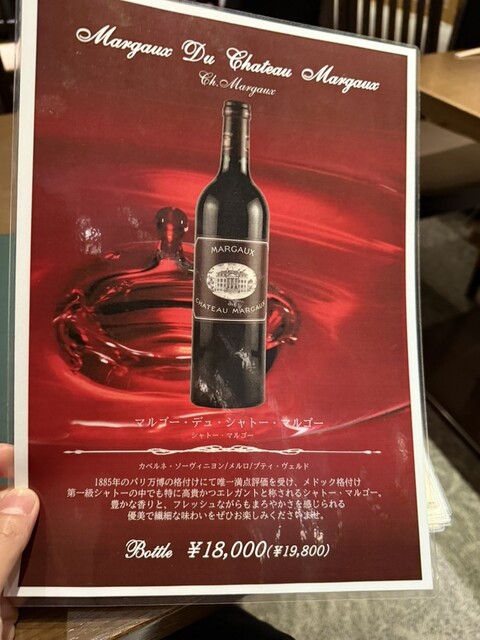 Margaux Du Chateau Margaux
Ch.Margaux
MARGAUX
CHATEAU MARGAUX
マルゴー・デュ・シャトー・マルゴー
シャトー・マルゴー
カベルネ・ソーヴィニヨン/メルロ/プティ・ヴェルド
1885年のパリ万博の格付けにて唯一満点評価を受け、メドック格付け
第一級シャトーの中でも特に高貴かつエレガントと称されるシャトー・マルゴー。
豊かな香りと、フレッシュながらもまろやかさを感じられる
優美で繊細な味わいをぜひお楽しみくださいませ。
Bottle ¥18,000(¥19,800)